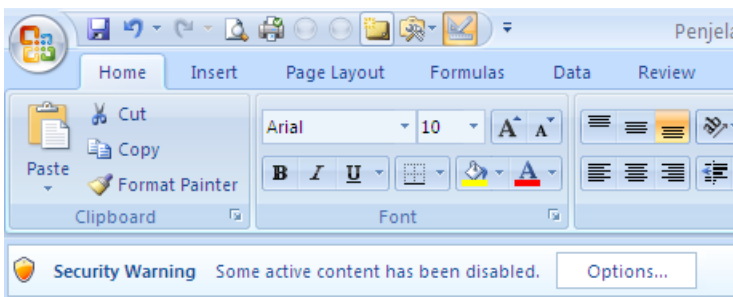 Penjela
Home Insert Page Layout Formulas Data Review
Cut
Copy
Format Painter
Paste
Arial 10 A A
B I U A
Clipboard Font
Security Warning Some active content has been disabled. Options...